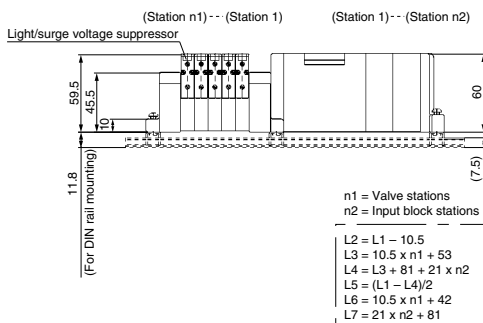 (Station n1)---(Station 1)
(Station 1)---(Station n2)
Light/surge voltage suppressor
59.5
45.5
10
60
11.8
(For DIN rail mounting)
(7.5)
n1 = Valve stations
n2 = Input block stations
L2 = L1 – 10.5
L3 = 10.5 x n1 + 53
L4 = L3 + 81 + 21 x n2
L5 = (L1 – L4)/2
L6 = 10.5 x n1 + 42
L7 = 21 x n2 + 81